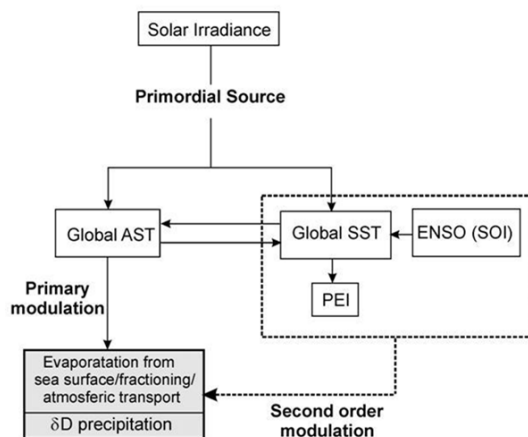 Solar Irradiance
Primordial Source
Global AST
Global SST
ENSO (SOI)
PEI
Primary
modulation
Evaporatation from
sea surface/fractioning/
atmosferic transport
δD precipitation
Second order
modulation